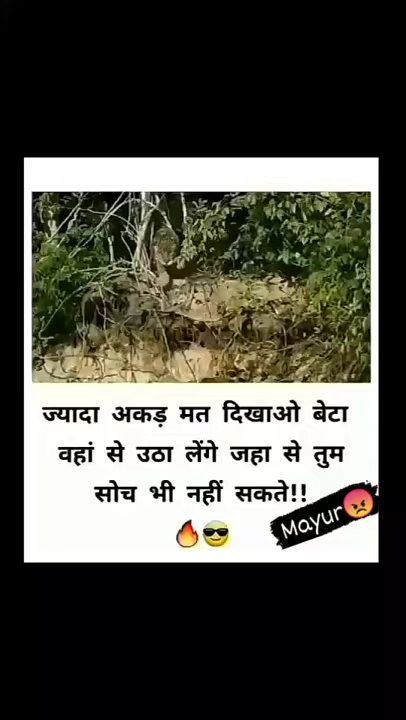 ज्यादा अकड़ मत दिखाओ बेटा
वहां से उठा लेंगे जहा से तुम
सोच भी नहीं सकते!!
🔥😎
Mayur😡